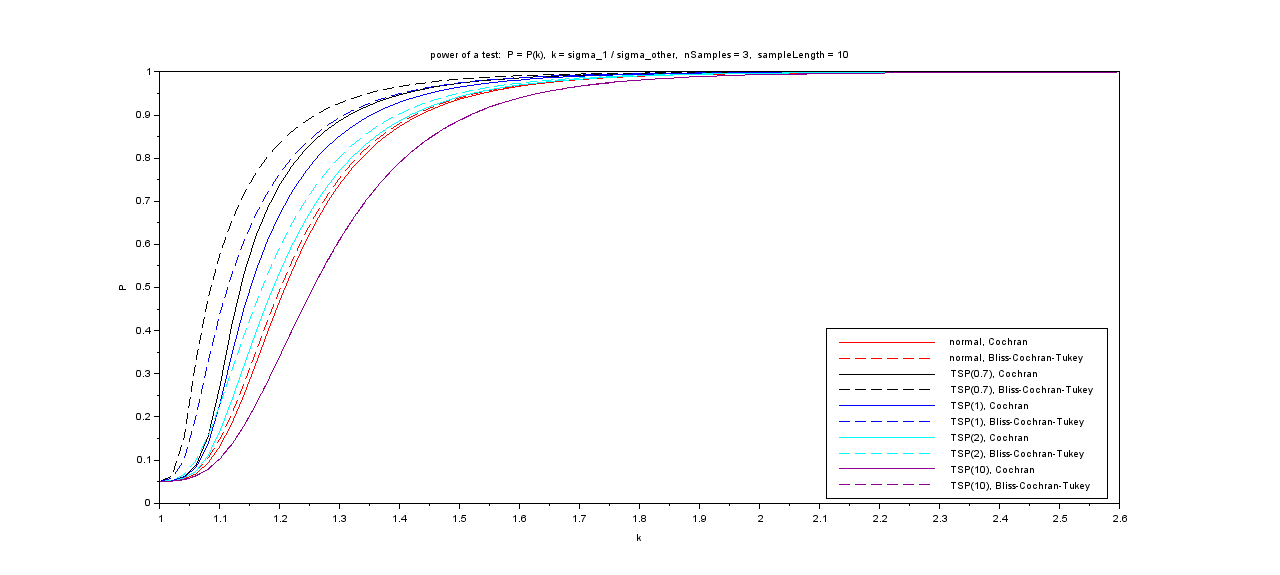 power of a test: P = P(k), k = sigma_1 / sigma_other, nSamples = 3, sampleLength = 10
1
0.9
0.8
0.7
0.6
0.5
0.4
0.3
0.2
0.1
0
P
normal, Cochran
normal, Bliss-Cochran-Tukey
TSP(0.7), Cochran
TSP(0.7), Bliss-Cochran-Tukey
TSP(1), Cochran
TSP(1), Bliss-Cochran-Tukey
TSP(2), Cochran
TSP(2), Bliss-Cochran-Tukey
TSP(10), Cochran
TSP(10), Bliss-Cochran-Tukey
1 1.1 1.2 1.3 1.4 1.5 1.6 1.7 1.8 1.9 2 2.1 2.2 2.3 2.4 2.5 2.6
k